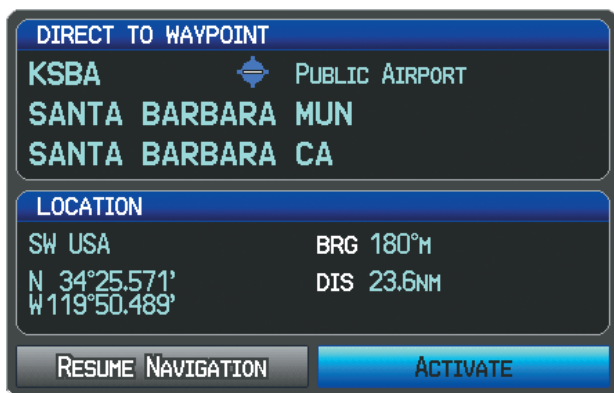 DIRECT TO WAYPOINT
KSBA PUBLIC AIRPORT
SANTA BARBARA MUN
SANTA BARBARA CA
LOCATION
SW USA BRG 180°M
N 34°25.571' DIS 23.6NM
W119°50.489'
RESUME NAVIGATION ACTIVATE